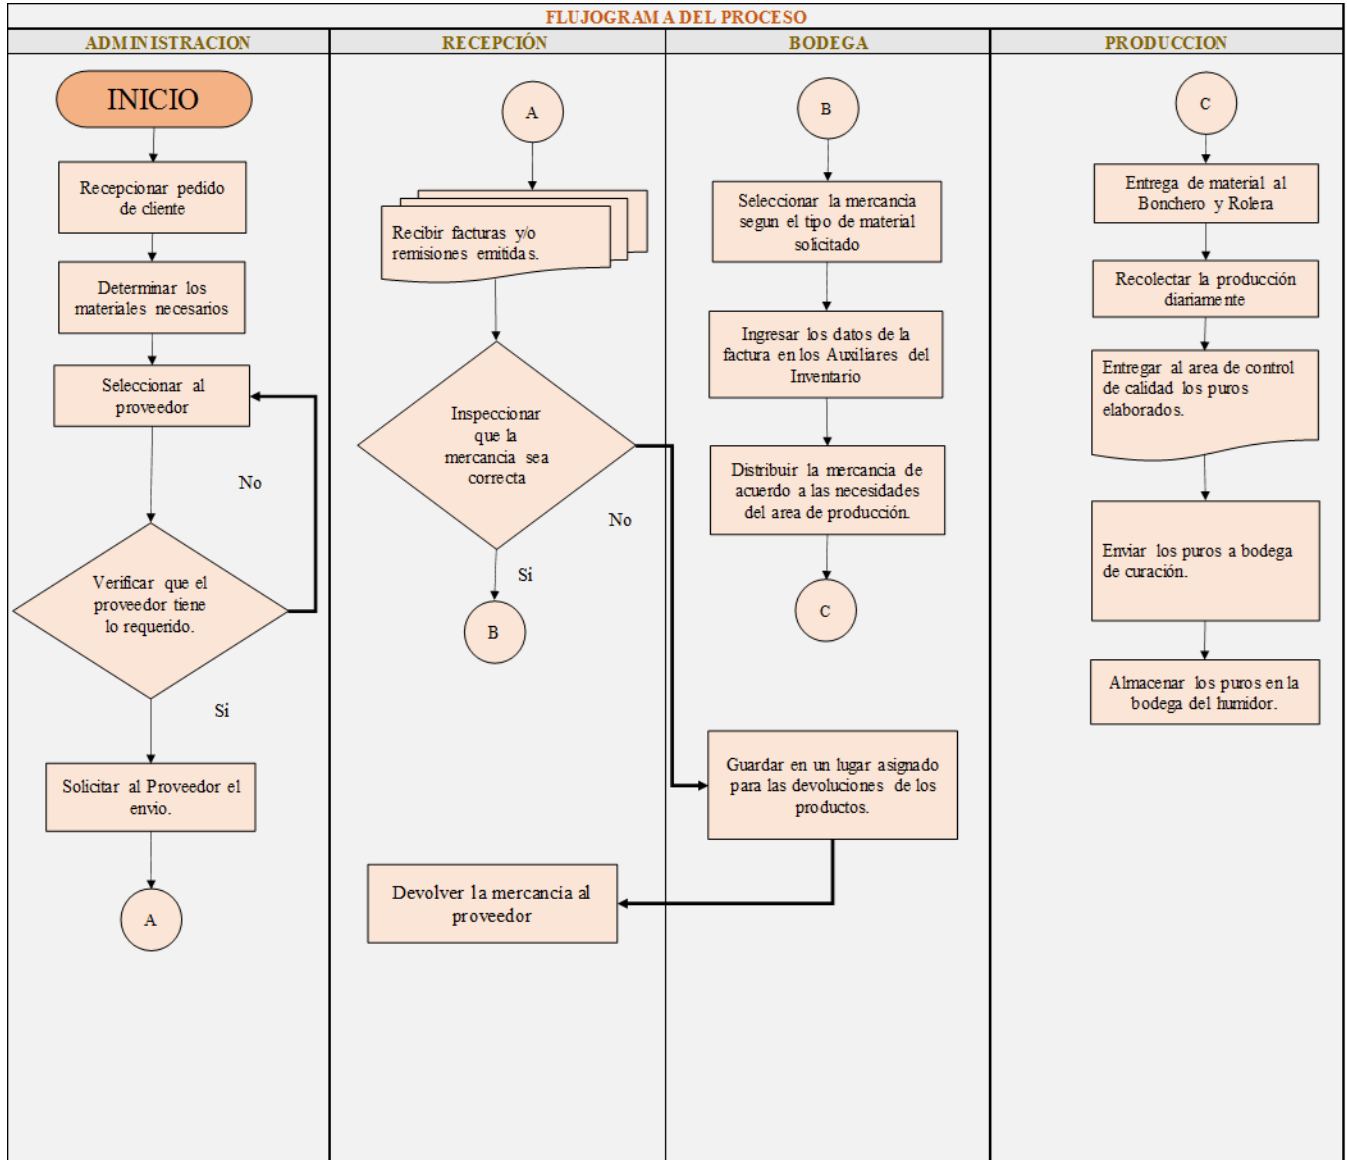 FLUJOGRAMA DEL PROCESO
ADMINISTRACION
RECEPCIÓN
BODEGA
PRODUCCION
INICIO
Recepcionar pedido
de cliente
Determinar los
materiales necesarios
Seleccionar al
proveedor
No
Verificar que el
proveedor tiene
lo requerido.
Sí
Solicitar al Proveedor el
envio.
A
A
Recibir facturas y/o
remisiones emitidas.
Inspeccionar
que la
mercancia sea
correcta
No
Sí
B
Devolver la mercancia al
proveedor
B
Seleccionar la mercancia
segun el tipo de material
solicitado
Ingresar los datos de la
factura en los Auxiliares del
Inventario
Distribuir la mercancia de
acuerdo a las necesidades
del area de producción.
C
Guardar en un lugar asignado
para las devoluciones de los
productos.
C
Entrega de material al
Bonchero y Rolera
Recolectar la producción
diariamente
Entregar al area de control
de calidad los puros
elaborados.
Enviar los puros a bodega
de curación.
Almacenar los puros en la
bodega del humidor.